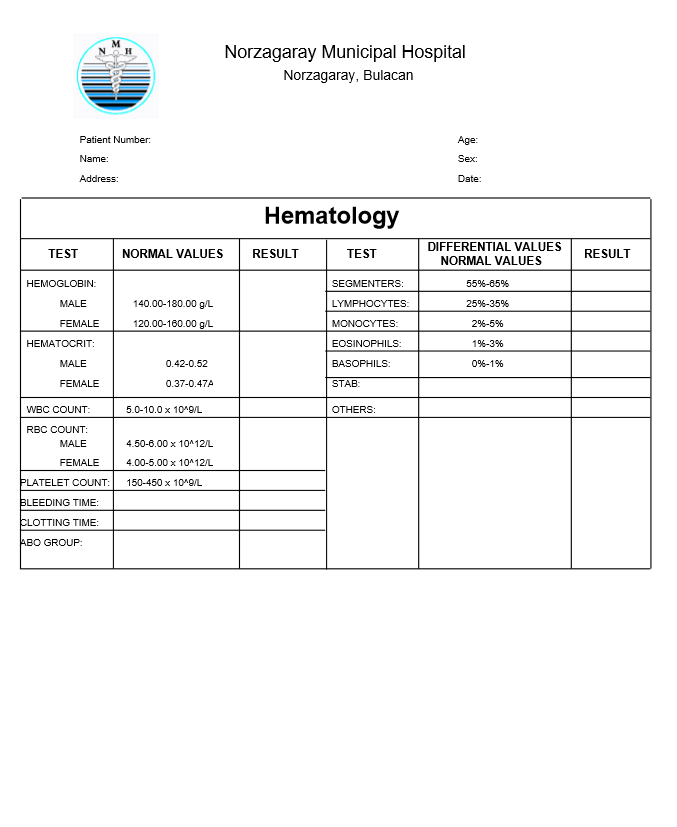 N M H
Norzagaray Municipal Hospital
Norzagaray, Bulacan
Patient Number: Age:
Name: Sex:
Address: Date:
Hematology
TEST NORMAL VALUES RESULT TEST DIFFERENTIAL VALUES NORMAL VALUES RESULT
HEMOGLOBIN: SEGMENTERS: 55%-65%
MALE 140.00-180.00 g/L LYMPHOCYTES: 25%-35%
FEMALE 120.00-160.00 g/L MONOCYTES: 2%-5%
HEMATOCRIT: EOSINOPHILS: 1%-3%
MALE 0.42-0.52 BASOPHILS: 0%-1%
FEMALE 0.37-0.47A STAB:
WBC COUNT: 5.0-10.0 x 10^9/L OTHERS:
RBC COUNT:
MALE 4.50-6.00 x 10^12/L
FEMALE 4.00-5.00 x 10^12/L
PLATELET COUNT: 150-450 x 10^9/L
BLEEDING TIME:
CLOTTING TIME:
ABO GROUP: